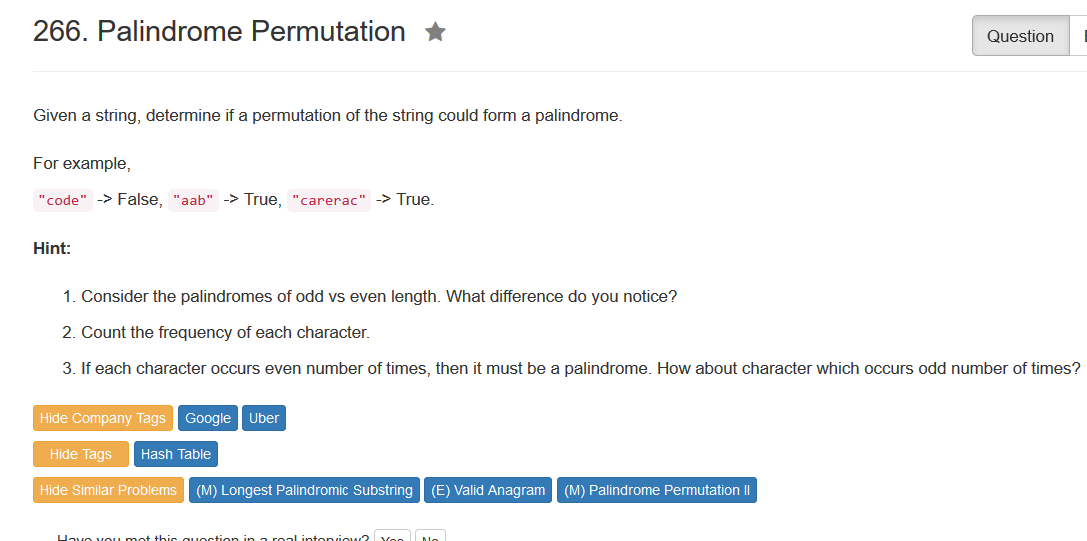 266. Palindrome Permutation ★
Question
Given a string, determine if a permutation of the string could form a palindrome.
For example,
"code" -> False, "aab" -> True, "carerac" -> True.
Hint:
1. Consider the palindromes of odd vs even length. What difference do you notice?
2. Count the frequency of each character.
3. If each character occurs even number of times, then it must be a palindrome. How about character which occurs odd number of times?
Hide Company Tags Google Uber
Hide Tags Hash Table
Hide Similar Problems (M) Longest Palindromic Substring (E) Valid Anagram (M) Palindrome Permutation II
Have you met this question in a real interview? Yes No